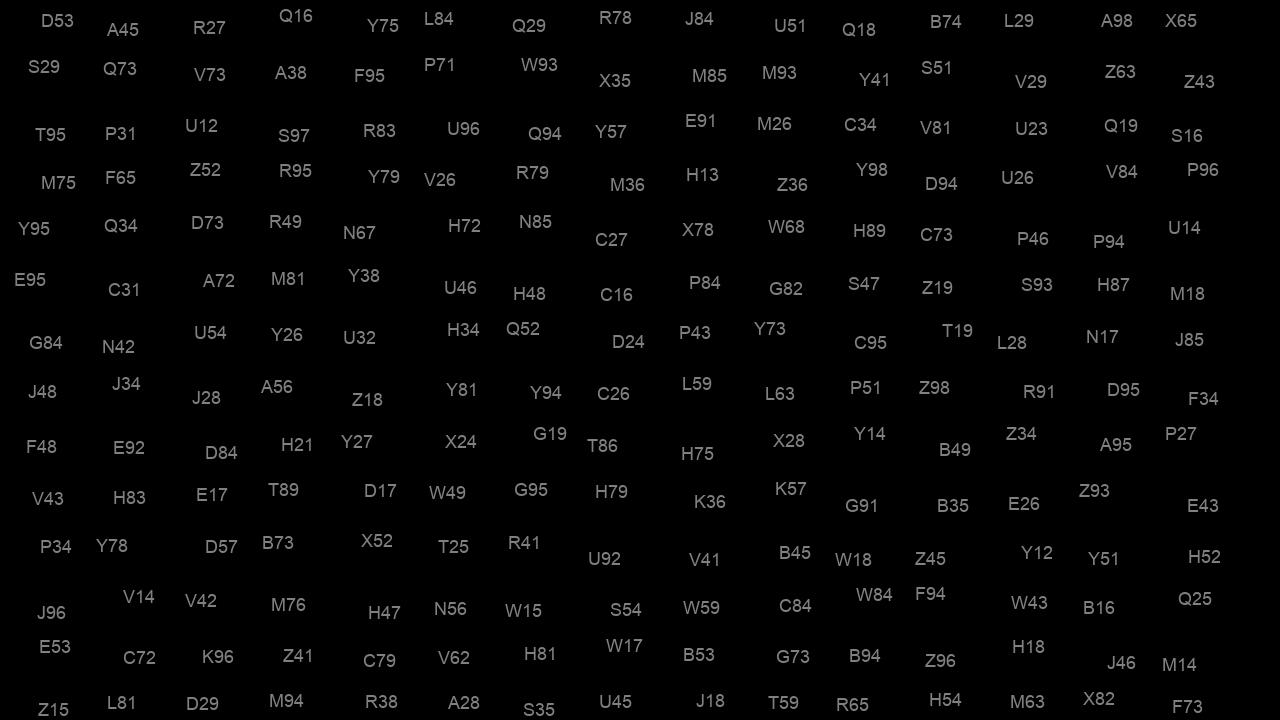 D53 A45 R27 Q16 Y75 L84 Q29 R78 J84 U51 Q18 B74 L29 A98 X65
S29 Q73 V73 A38 F95 P71 W93 X35 M85 M93 Y41 S51 V29 Z63 Z43
T95 P31 U12 S97 R83 U96 Q94 Y57 E91 M26 C34 V81 U23 Q19 S16
M75 F65 Z52 R95 Y79 V26 R79 M36 H13 Z36 Y98 D94 U26 V84 P96
Y95 Q34 D73 R49 N67 H72 N85 C27 X78 W68 H89 C73 P46 P94 U14
E95 C31 A72 M81 Y38 U46 H48 C16 P84 G82 S47 Z19 S93 H87 M18
G84 N42 U54 Y26 U32 H34 Q52 D24 P43 Y73 C95 T19 L28 N17 J85
J48 J34 J28 A56 Z18 Y81 Y94 C26 L59 L63 P51 Z98 R91 D95 F34
F48 E92 D84 H21 Y27 X24 G19 T86 H75 X28 Y14 B49 Z34 A95 P27
V43 H83 E17 T89 D17 W49 G95 H79 K36 K57 G91 B35 E26 Z93 E43
P34 Y78 D57 B73 X52 T25 R41 U92 V41 B45 W18 Z45 Y12 Y51 H52
J96 V14 V42 M76 H47 N56 W15 S54 W59 C84 W84 F94 W43 B16 Q25
E53 C72 K96 Z41 C79 V62 H81 W17 B53 G73 B94 Z96 H18 J46 M14
Z15 L81 D29 M94 R38 A28 S35 U45 J18 T59 R65 H54 M63 X82 F73